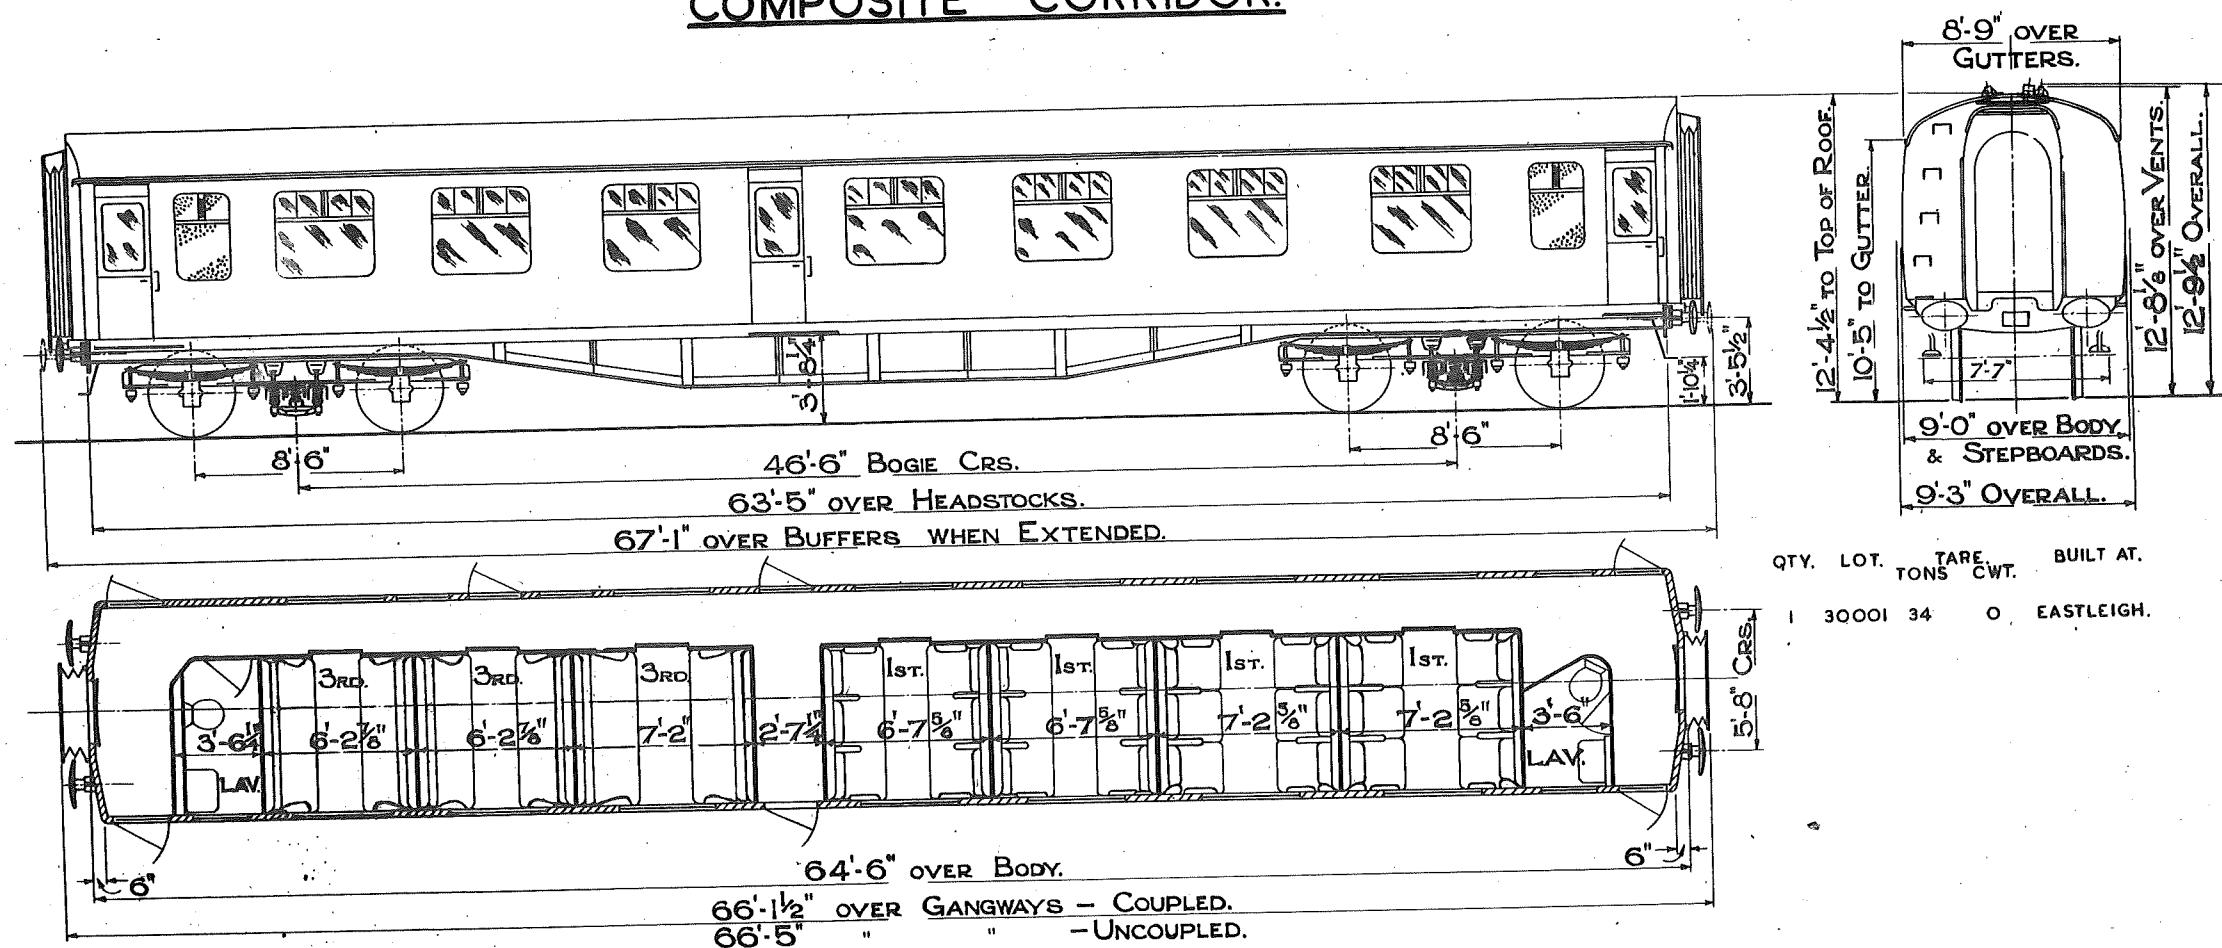 COMPOSITE CORRIDOR.
8'-9" OVER
GUTTERS.
12'-4½" TO TOP OF ROOF.
10'-5" TO GUTTER.
12'-8⅛" OVER VENTS.
12'-9½" OVERALL.
3'-8¼"
1'-10¼"
3'-5½"
7'-7"
8'-6"
46'-6" BOGIE CRS.
8'-6"
9'-0" OVER BODY
& STEPBOARDS.
63'-5" OVER HEADSTOCKS.
9'-3" OVERALL.
67'-1" OVER BUFFERS WHEN EXTENDED.
QTY. LOT. TARE. BUILT AT.
TONS CWT.
1 30001 34 0 EASTLEIGH.
3RD. 3RD. 3RD. 1ST. 1ST. 1ST. 1ST.
3'-6¼" 6'-2⅞" 6'-2⅞" 7'-2" 2'-7¼" 6'-7⅝" 6'-7⅝" 7'-2⅝" 7'-2⅝" 3'-6"
5'-8" CRS.
LAV. LAV.
6" 6"
64'-6" OVER BODY.
66'-1½" OVER GANGWAYS – COUPLED.
66'-5" " " – UNCOUPLED.